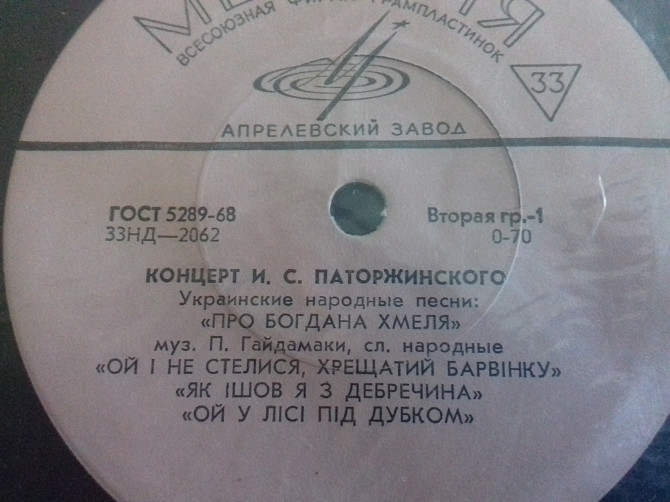 ВСЕСОЮЗНАЯ ФИРМА ГРАМПЛАСТИНОК
33
АПРЕЛЕВСКИЙ ЗАВОД
ГОСТ 5289-68
Вторая гр.-1
33НД—2062
0-70
КОНЦЕРТ И. С. ПАТОРЖИНСКОГО
Украинские народные песни:
«ПРО БОГДАНА ХМЕЛЯ»
муз. П. Гайдамаки, сл. народные
«ОЙ І НЕ СТЕЛИСЯ, ХРЕЩАТИЙ БАРВІНКУ»
«ЯК ІШОВ Я З ДЕБРЕЧИНА»
«ОЙ У ЛІСІ ПІД ДУБКОМ»